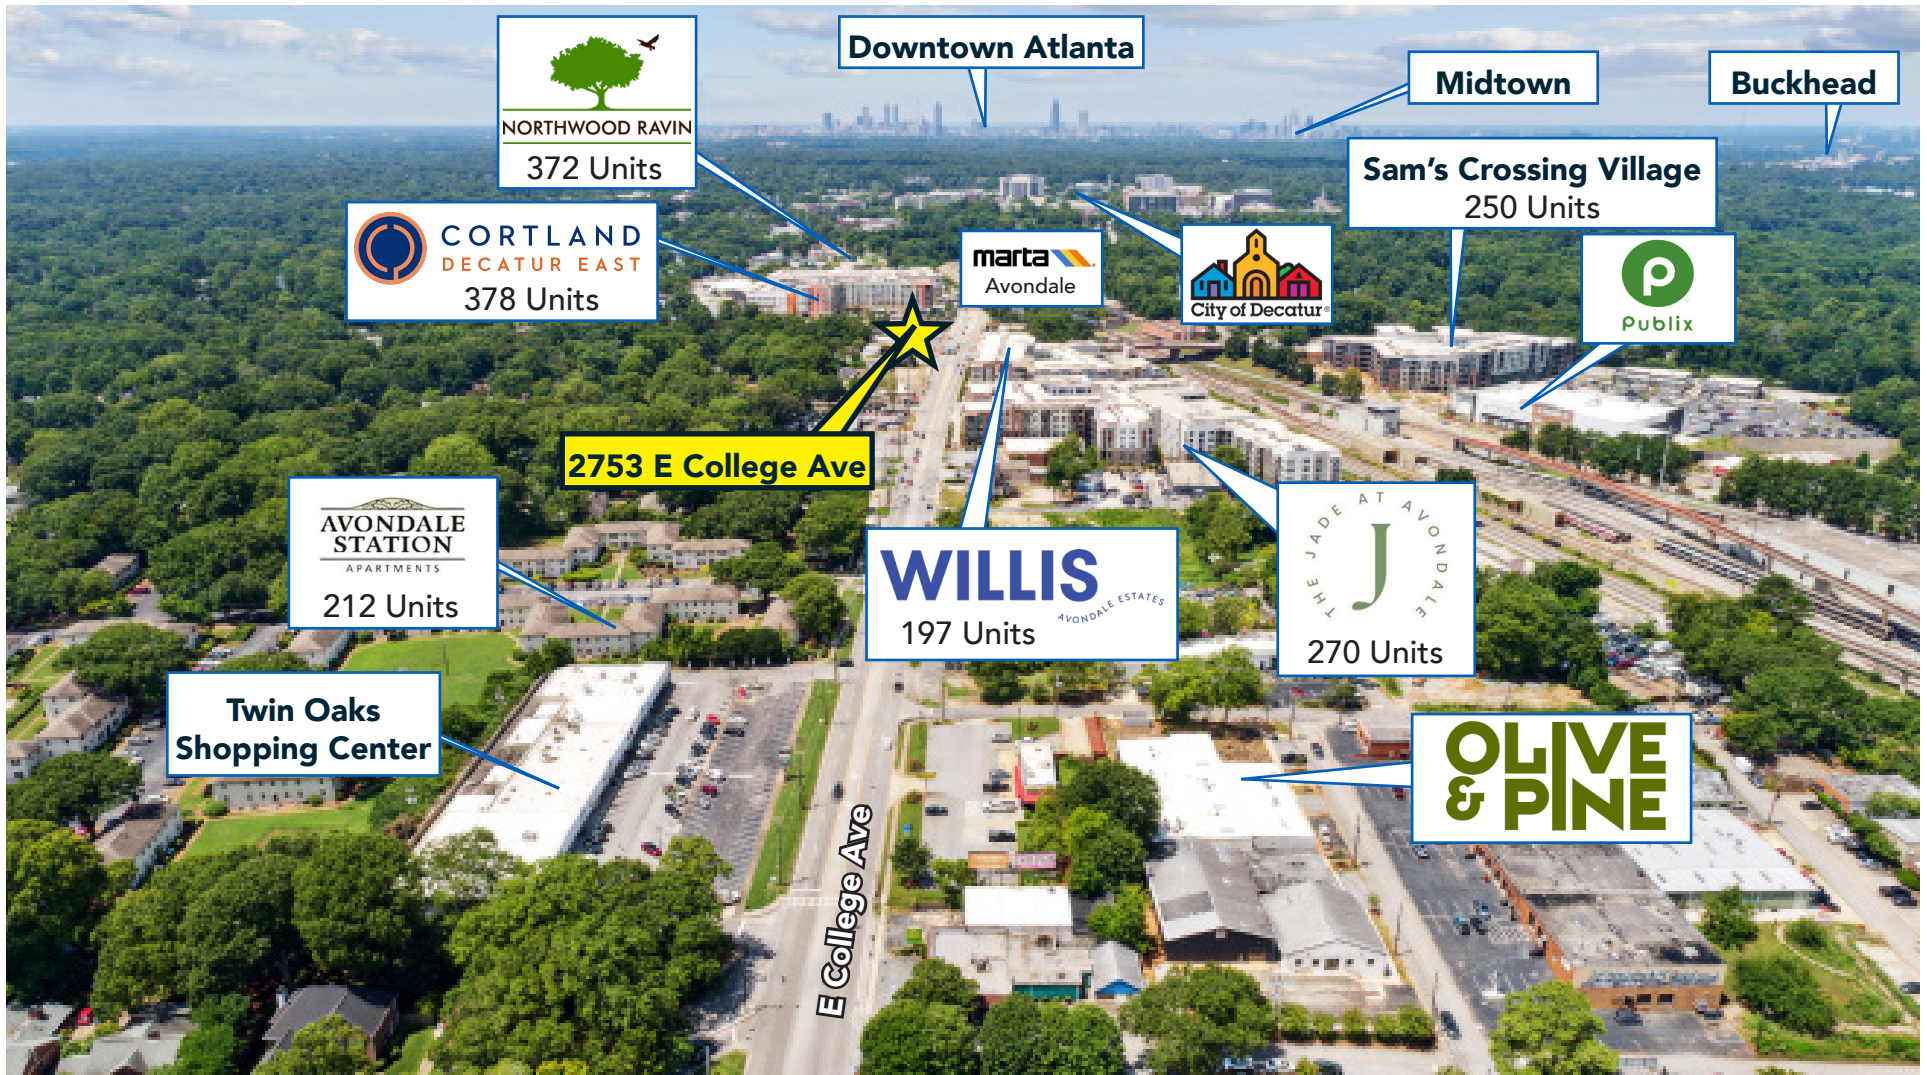 Downtown Atlanta
Midtown
Buckhead
NORTHWOOD RAVIN
372 Units
Sam's Crossing Village
250 Units
CORTLAND
DECATUR EAST
378 Units
marta
Avondale
City of Decatur
Publix
2753 E College Ave
AVONDALE
STATION
APARTMENTS
212 Units
WILLIS
AVONDALE ESTATES
197 Units
THE JADE AT AVONDALE
J
270 Units
Twin Oaks
Shopping Center
OLIVE
& PINE
E College Ave